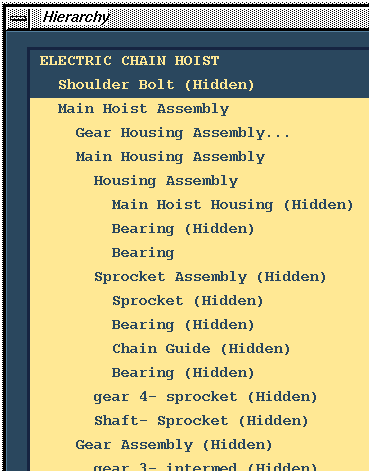 Hierarchy
ELECTRIC CHAIN HOIST
Shoulder Bolt (Hidden)
Main Hoist Assembly
Gear Housing Assembly...
Main Housing Assembly
Housing Assembly
Main Hoist Housing (Hidden)
Bearing (Hidden)
Bearing
Sprocket Assembly (Hidden)
Sprocket (Hidden)
Bearing (Hidden)
Chain Guide (Hidden)
Bearing (Hidden)
gear 4- sprocket (Hidden)
Shaft- Sprocket (Hidden)
Gear Assembly (Hidden)
gear 3- intermed (Hidden)